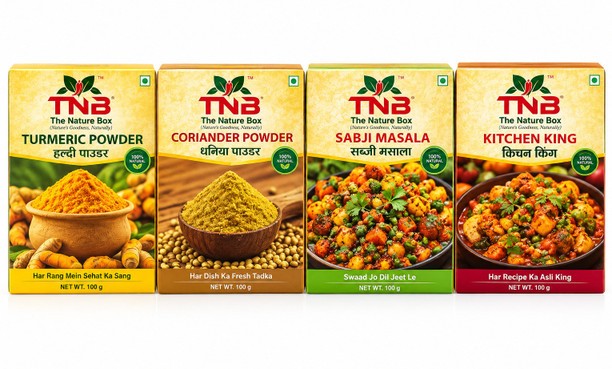 TNB
The Nature Box
(Nature's Goodness, Naturally)
TURMERIC POWDER
हल्दी पाउडर
100%
NATURAL
Har Rang Mein Sehat Ka Sang
NET WT. 100 g
TNB
The Nature Box
(Nature's Goodness, Naturally)
CORIANDER POWDER
धनिया पाउडर
100%
NATURAL
Har Dish Ka Fresh Tadka
NET WT. 100 g
TNB
The Nature Box
(Nature's Goodness, Naturally)
SABJI MASALA
सब्जी मसाला
100%
NATURAL
Swaad Jo Dil Jeet Le
NET WT. 100 g
TNB
The Nature Box
(Nature's Goodness, Naturally)
KITCHEN KING
किचन किंग
100%
NATURAL
Har Recipe Ka Asli King
NET WT. 100 g